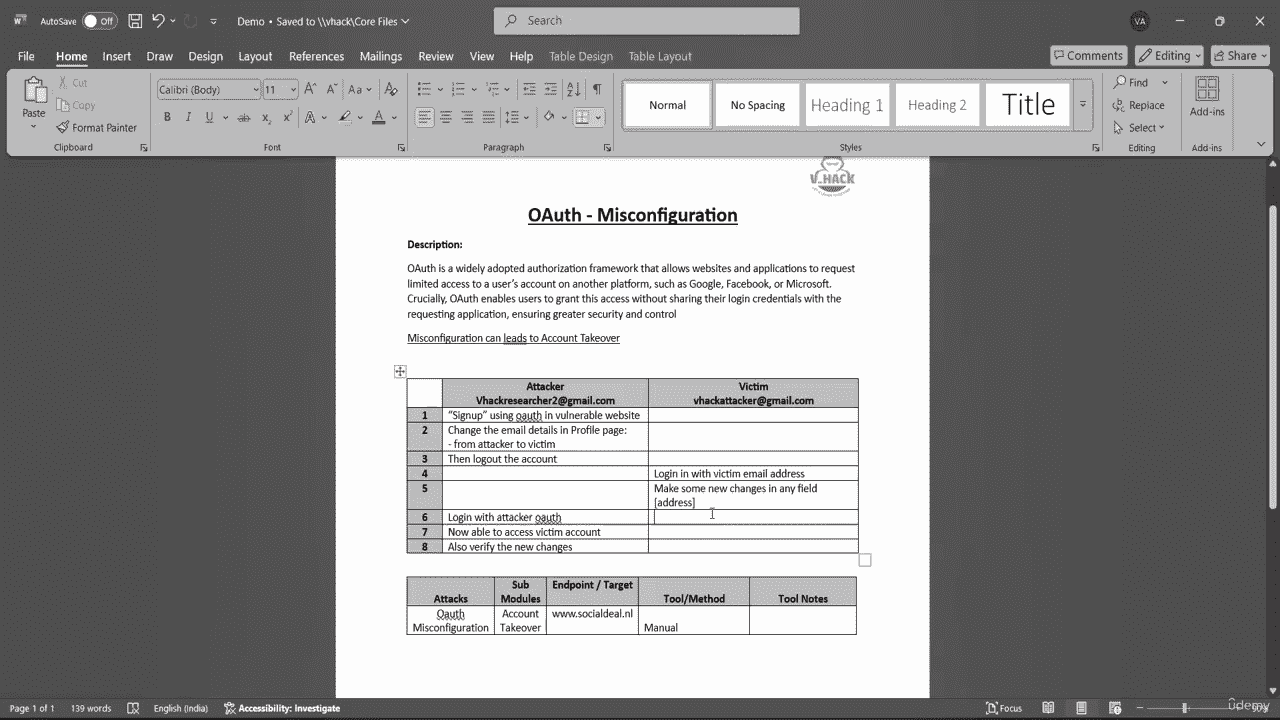 AutoSave Off Demo • Saved to \\vhack\Core Files Search VA
File Home Insert Draw Design Layout References Mailings Review View Help Table Design Table Layout Comments Editing Share
Paste Cut Copy Format Painter
Calibri (Body) 11 A A Aa A
B I U ab x₂ x² A A
Normal No Spacing Heading 1 Heading 2 Title
Find Replace Select
Add-ins
Clipboard Font Paragraph Styles Editing Add-ins
V_HACK
OAuth - Misconfiguration
Description:
OAuth is a widely adopted authorization framework that allows websites and applications to request
limited access to a user's account on another platform, such as Google, Facebook, or Microsoft.
Crucially, OAuth enables users to grant this access without sharing their login credentials with the
requesting application, ensuring greater security and control
Misconfiguration can leads to Account Takeover
Attacker Victim
Vhackresearcher2@gmail.com vhackattacker@gmail.com
1 “Signup” using oauth in vulnerable website
2 Change the email details in Profile page:
- from attacker to victim
3 Then logout the account
4 Login in with victim email address
5 Make some new changes in any field
[address]
6 Login with attacker oauth
7 Now able to access victim account
8 Also verify the new changes
Attacks Sub Modules Endpoint / Target Tool/Method Tool Notes
Oauth Misconfiguration Account Takeover www.socialdeal.nl Manual
Page 1 of 1 139 words English (India) Accessibility: Investigate Focus
Udemy